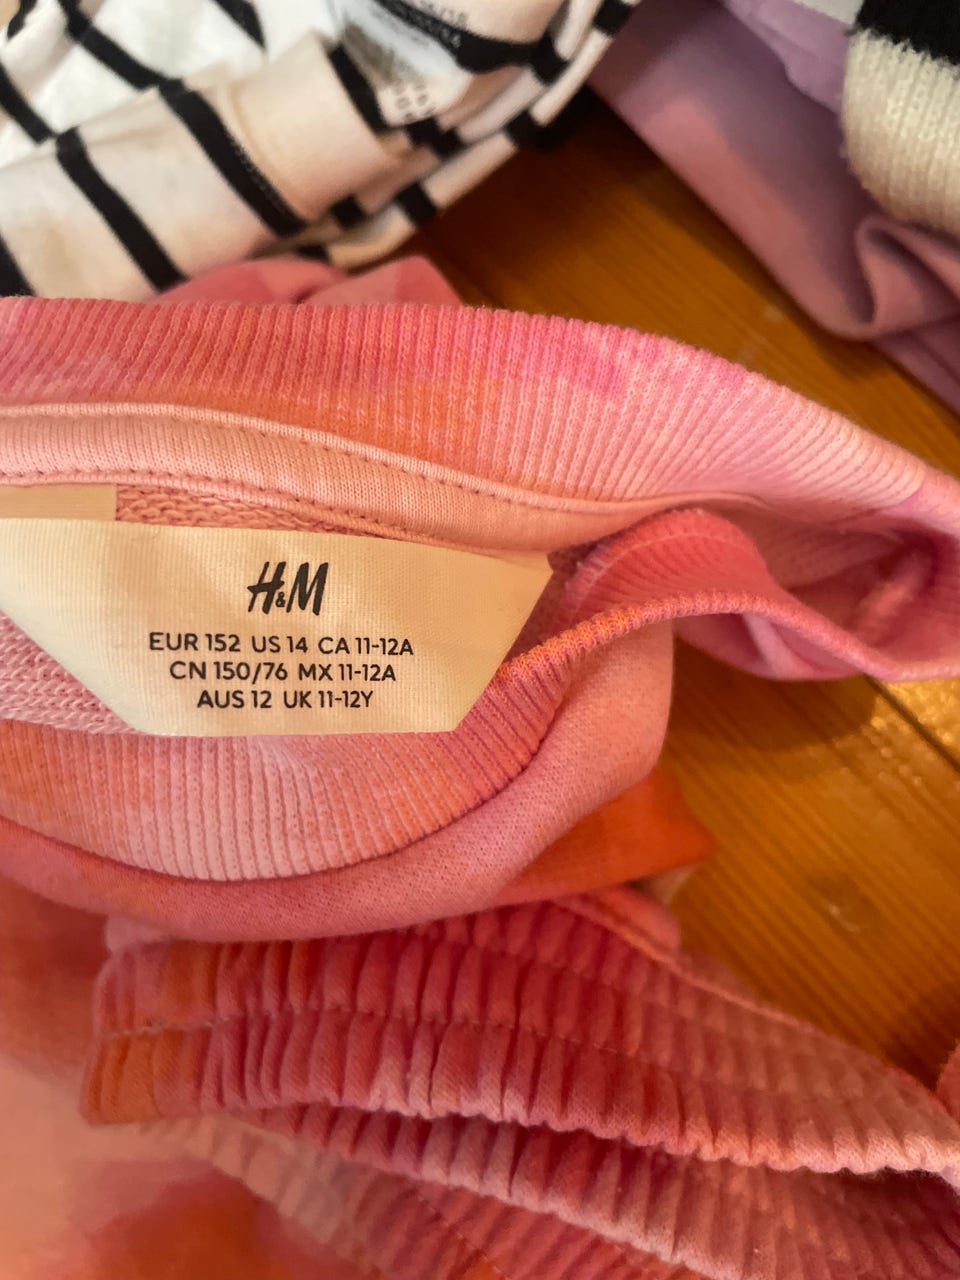 H&M
EUR 152 US 14 CA 11-12A
CN 150/76 MX 11-12A
AUS 12 UK 11-12Y